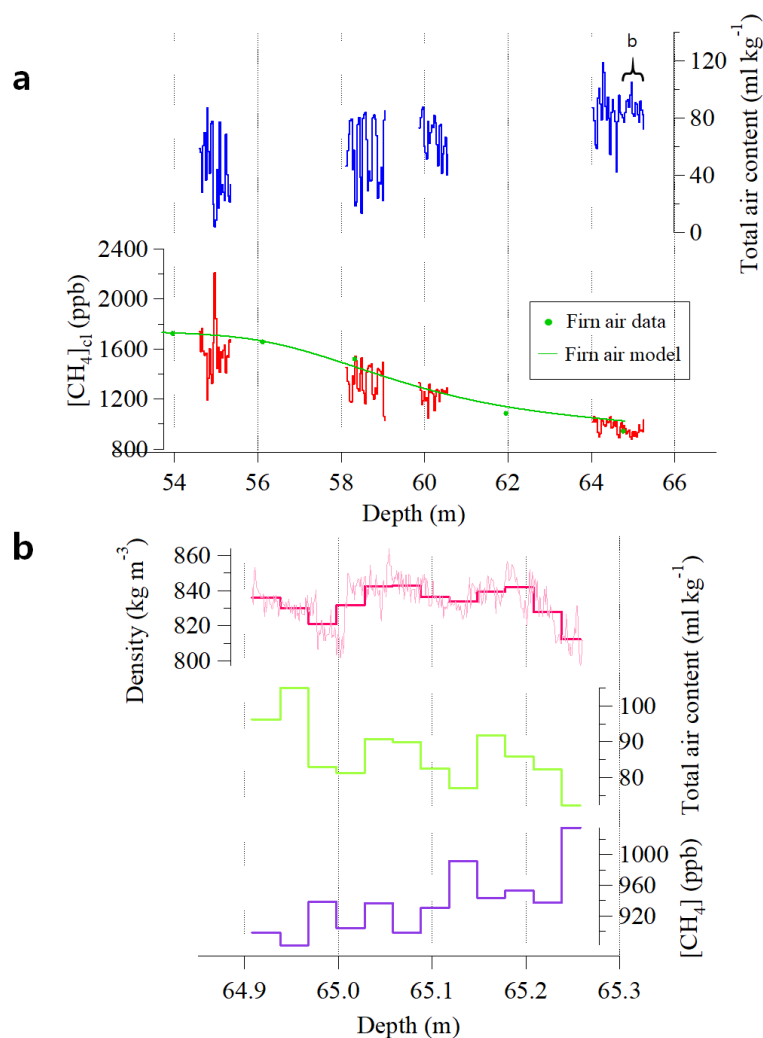 a
b
120
80
40
0
Total air content (ml kg⁻¹)
2400
2000
1600
1200
800
[CH₄]cl (ppb)
Firn air data
Firn air model
54 56 58 60 62 64 66
Depth (m)
b
860
840
820
800
Density (kg m⁻³)
100
90
80
Total air content (ml kg⁻¹)
1000
960
920
[CH₄] (ppb)
64.9 65.0 65.1 65.2 65.3
Depth (m)